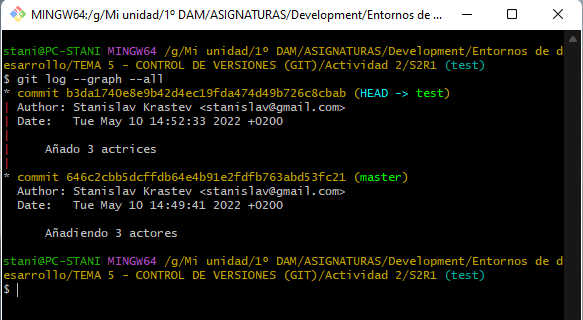 MINGW64:/g/Mi unidad/1º DAM/ASIGNATURAS/Development/Entornos de ...
stani@PC-STANI MINGW64 /g/Mi unidad/1º DAM/ASIGNATURAS/Development/Entornos de d
esarrollo/TEMA 5 - CONTROL DE VERSIONES (GIT)/Actividad 2/S2R1 (test)
$ git log --graph --all
* commit b3da1740e8e9b42d4ec19fda474d49b726c8cbab (HEAD -> test)
| Author: Stanislav Krastev <stanislav@gmail.com>
| Date:   Tue May 10 14:52:33 2022 +0200
|
|     Añado 3 actrices
|
* commit 646c2cbb5dcffdb64e4b91e2fdfb763abd53fc21 (master)
  Author: Stanislav Krastev <stanislav@gmail.com>
  Date:   Tue May 10 14:49:41 2022 +0200
      Añadiendo 3 actores
stani@PC-STANI MINGW64 /g/Mi unidad/1º DAM/ASIGNATURAS/Development/Entornos de d
esarrollo/TEMA 5 - CONTROL DE VERSIONES (GIT)/Actividad 2/S2R1 (test)
$